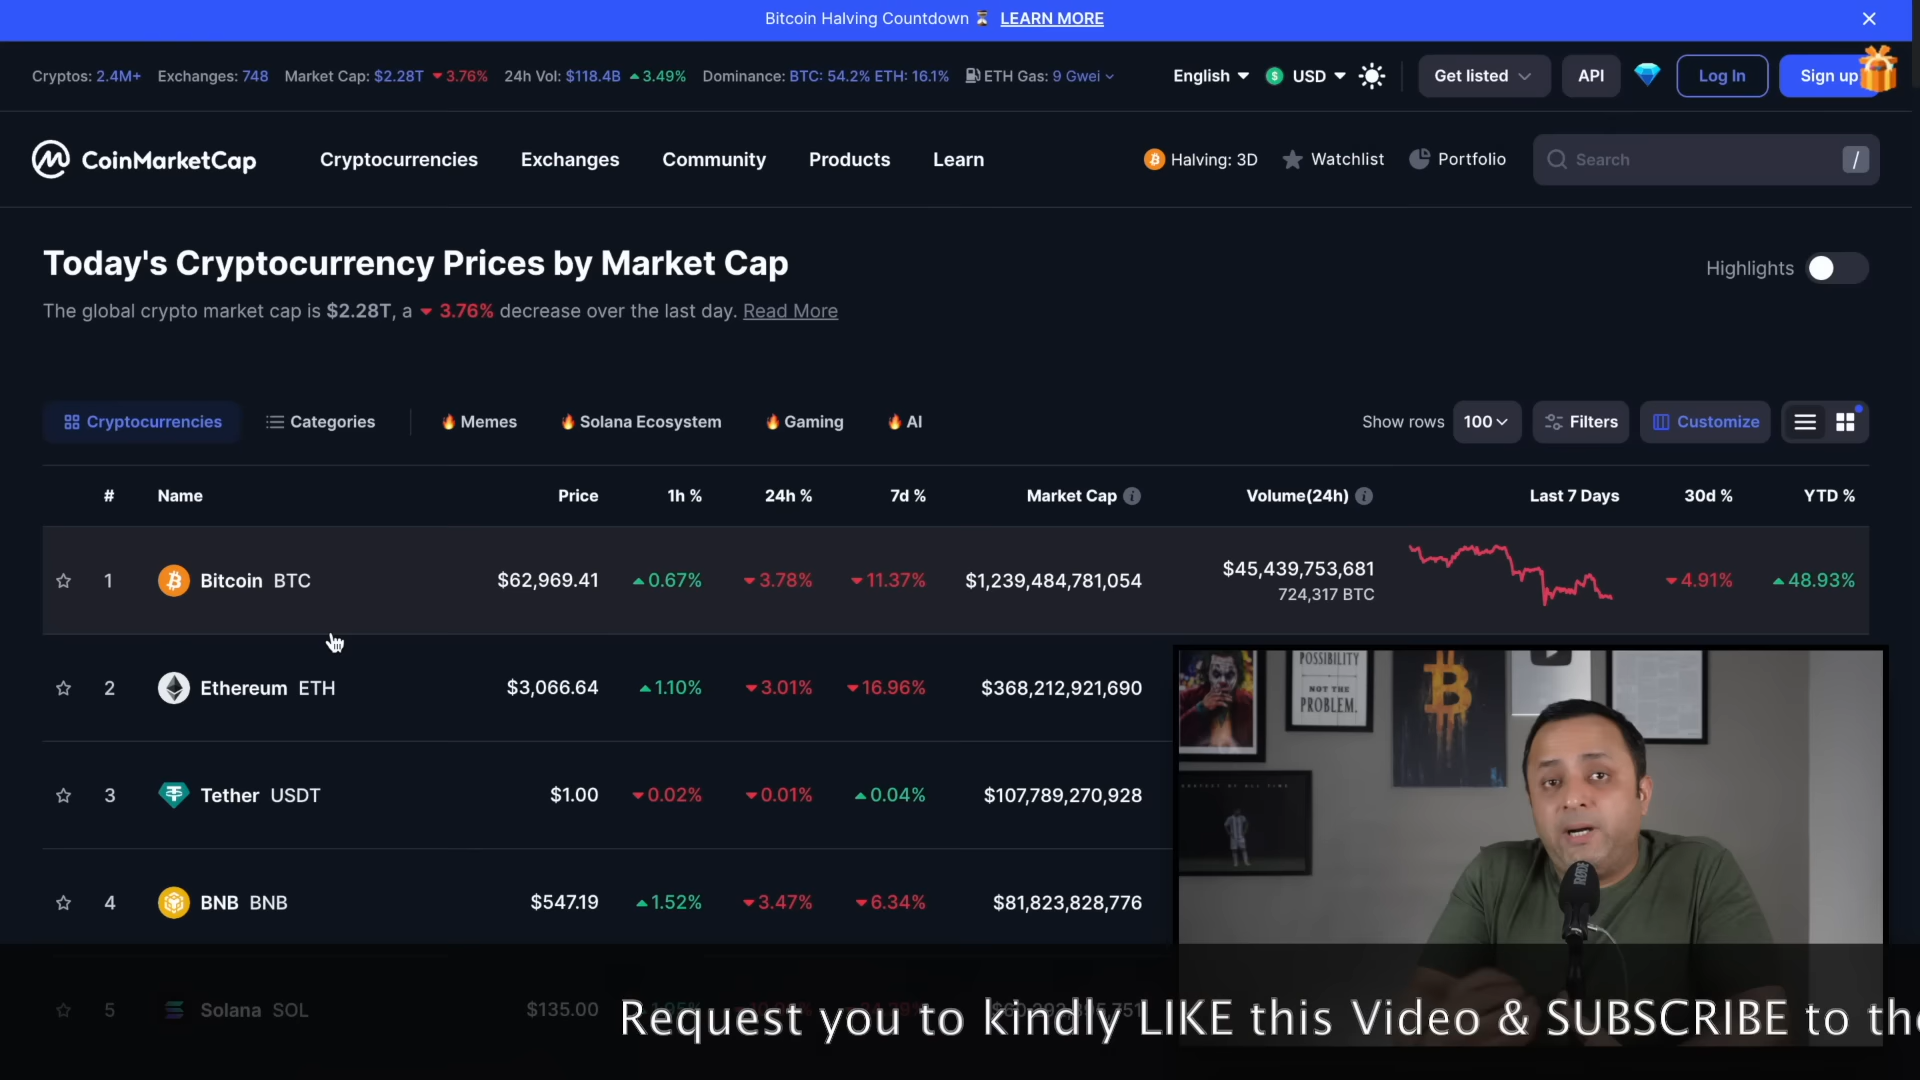 Bitcoin Halving Countdown ⏳ LEARN MORE
Cryptos: 2.4M+ Exchanges: 748 Market Cap: $2.28T 3.76% 24h Vol: $118.4B 3.49% Dominance: BTC: 54.2% ETH: 16.1% ETH Gas: 9 Gwei English USD Get listed API Log In Sign up
CoinMarketCap Cryptocurrencies Exchanges Community Products Learn Halving: 3D Watchlist Portfolio Search /
Today's Cryptocurrency Prices by Market Cap
Highlights
The global crypto market cap is $2.28T, a 3.76% decrease over the last day. Read More
Cryptocurrencies Categories 🔥 Memes 🔥 Solana Ecosystem 🔥 Gaming 🔥 AI Show rows 100 Filters Customize
# Name Price 1h % 24h % 7d % Market Cap Volume(24h) Last 7 Days 30d % YTD %
1 Bitcoin BTC $62,969.41 0.67% 3.78% 11.37% $1,239,484,781,054 $45,439,753,681 4.91% 48.93%
724,317 BTC
2 Ethereum ETH $3,066.64 1.10% 3.01% 16.96% $368,212,921,690
POSSIBILITY
NOT THE
PROBLEM.
3 Tether USDT $1.00 0.02% 0.01% 0.04% $107,789,270,928
4 BNB BNB $547.19 1.52% 3.47% 6.34% $81,823,828,776
RODE
5 Solana SOL $135.00
Request you to kindly LIKE this Video & SUBSCRIBE to the